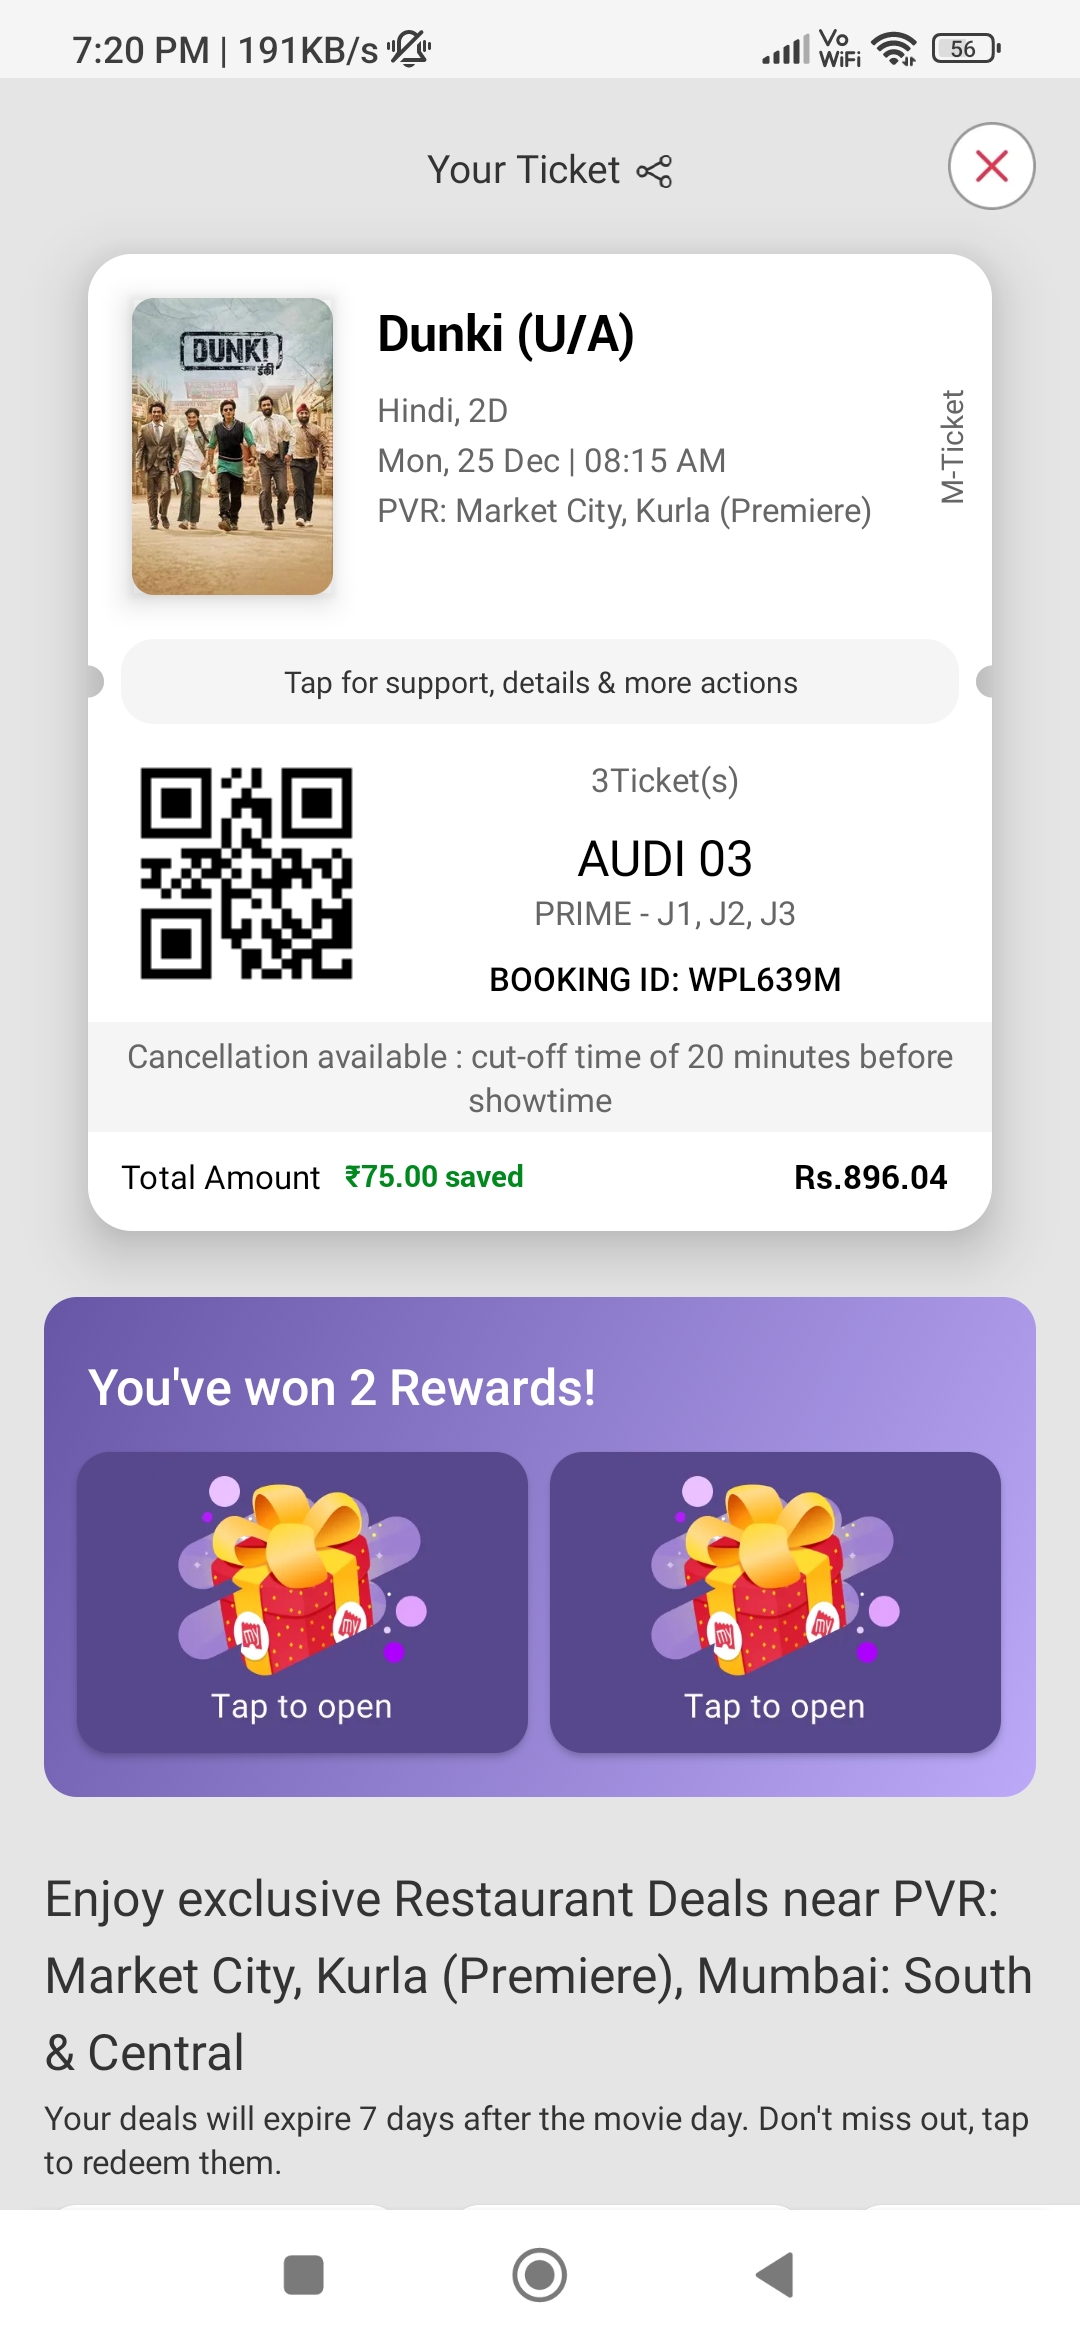 7:20 PM | 191KB/s
Vo
WiFi
56
Your Ticket
DUNKI
डंकी
Dunki (U/A)
Hindi, 2D
Mon, 25 Dec | 08:15 AM
PVR: Market City, Kurla (Premiere)
M-Ticket
Tap for support, details & more actions
3Ticket(s)
AUDI 03
PRIME - J1, J2, J3
BOOKING ID: WPL639M
Cancellation available : cut-off time of 20 minutes before
showtime
Total Amount ₹75.00 saved Rs.896.04
You've won 2 Rewards!
my my my my
Tap to open Tap to open
Enjoy exclusive Restaurant Deals near PVR:
Market City, Kurla (Premiere), Mumbai: South
& Central
Your deals will expire 7 days after the movie day. Don't miss out, tap
to redeem them.